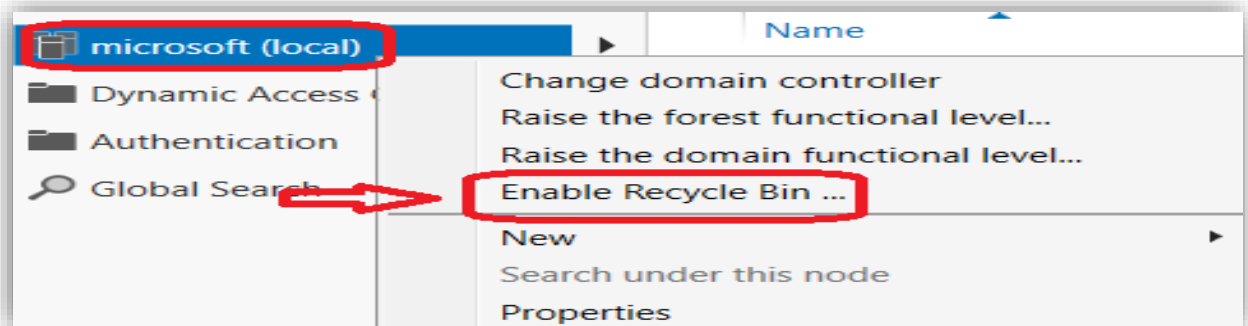 microsoft (local)
Dynamic Access
Authentication
Global Search
Name
Change domain controller
Raise the forest functional level...
Raise the domain functional level...
Enable Recycle Bin ...
New
Search under this node
Properties